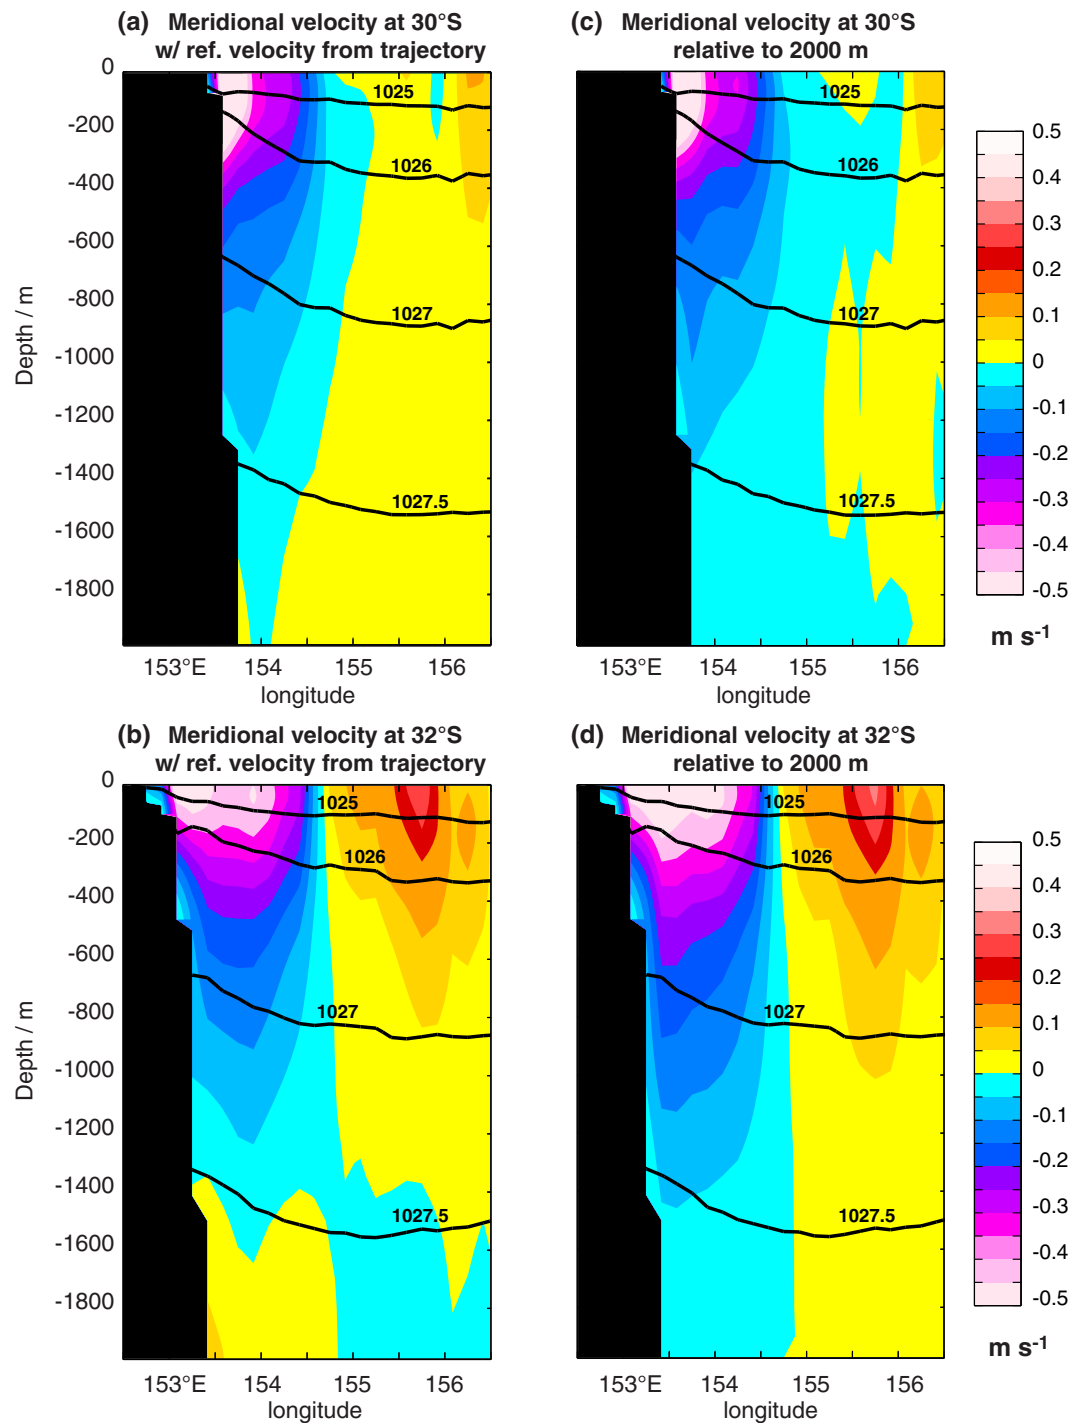 (a) Meridional velocity at 30°S
w/ ref. velocity from trajectory
(c) Meridional velocity at 30°S
relative to 2000 m
0
-200
-400
-600
-800
-1000
-1200
-1400
-1600
-1800
Depth / m
1025
1026
1027
1027.5
153°E 154 155 156
longitude
1025
1026
1027
1027.5
153°E 154 155 156
longitude
0.5
0.4
0.3
0.2
0.1
0
-0.1
-0.2
-0.3
-0.4
-0.5
m s-1
(b) Meridional velocity at 32°S
w/ ref. velocity from trajectory
(d) Meridional velocity at 32°S
relative to 2000 m
0
-200
-400
-600
-800
-1000
-1200
-1400
-1600
-1800
Depth / m
1025
1026
1027
1027.5
153°E 154 155 156
longitude
1025
1026
1027
1027.5
153°E 154 155 156
longitude
0.5
0.4
0.3
0.2
0.1
0
-0.1
-0.2
-0.3
-0.4
-0.5
m s-1